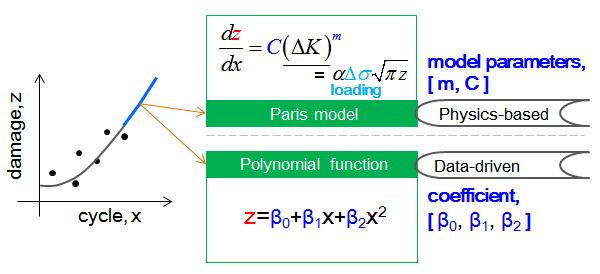 damage, z
cycle, x
dz/dx = C(ΔK)^m
= αΔσ√πz
loading
Paris model
Polynomial function
z=β₀+β₁x+β₂x²
model parameters,
[ m, C ]
Physics-based
Data-driven
coefficient,
[ β₀, β₁, β₂ ]